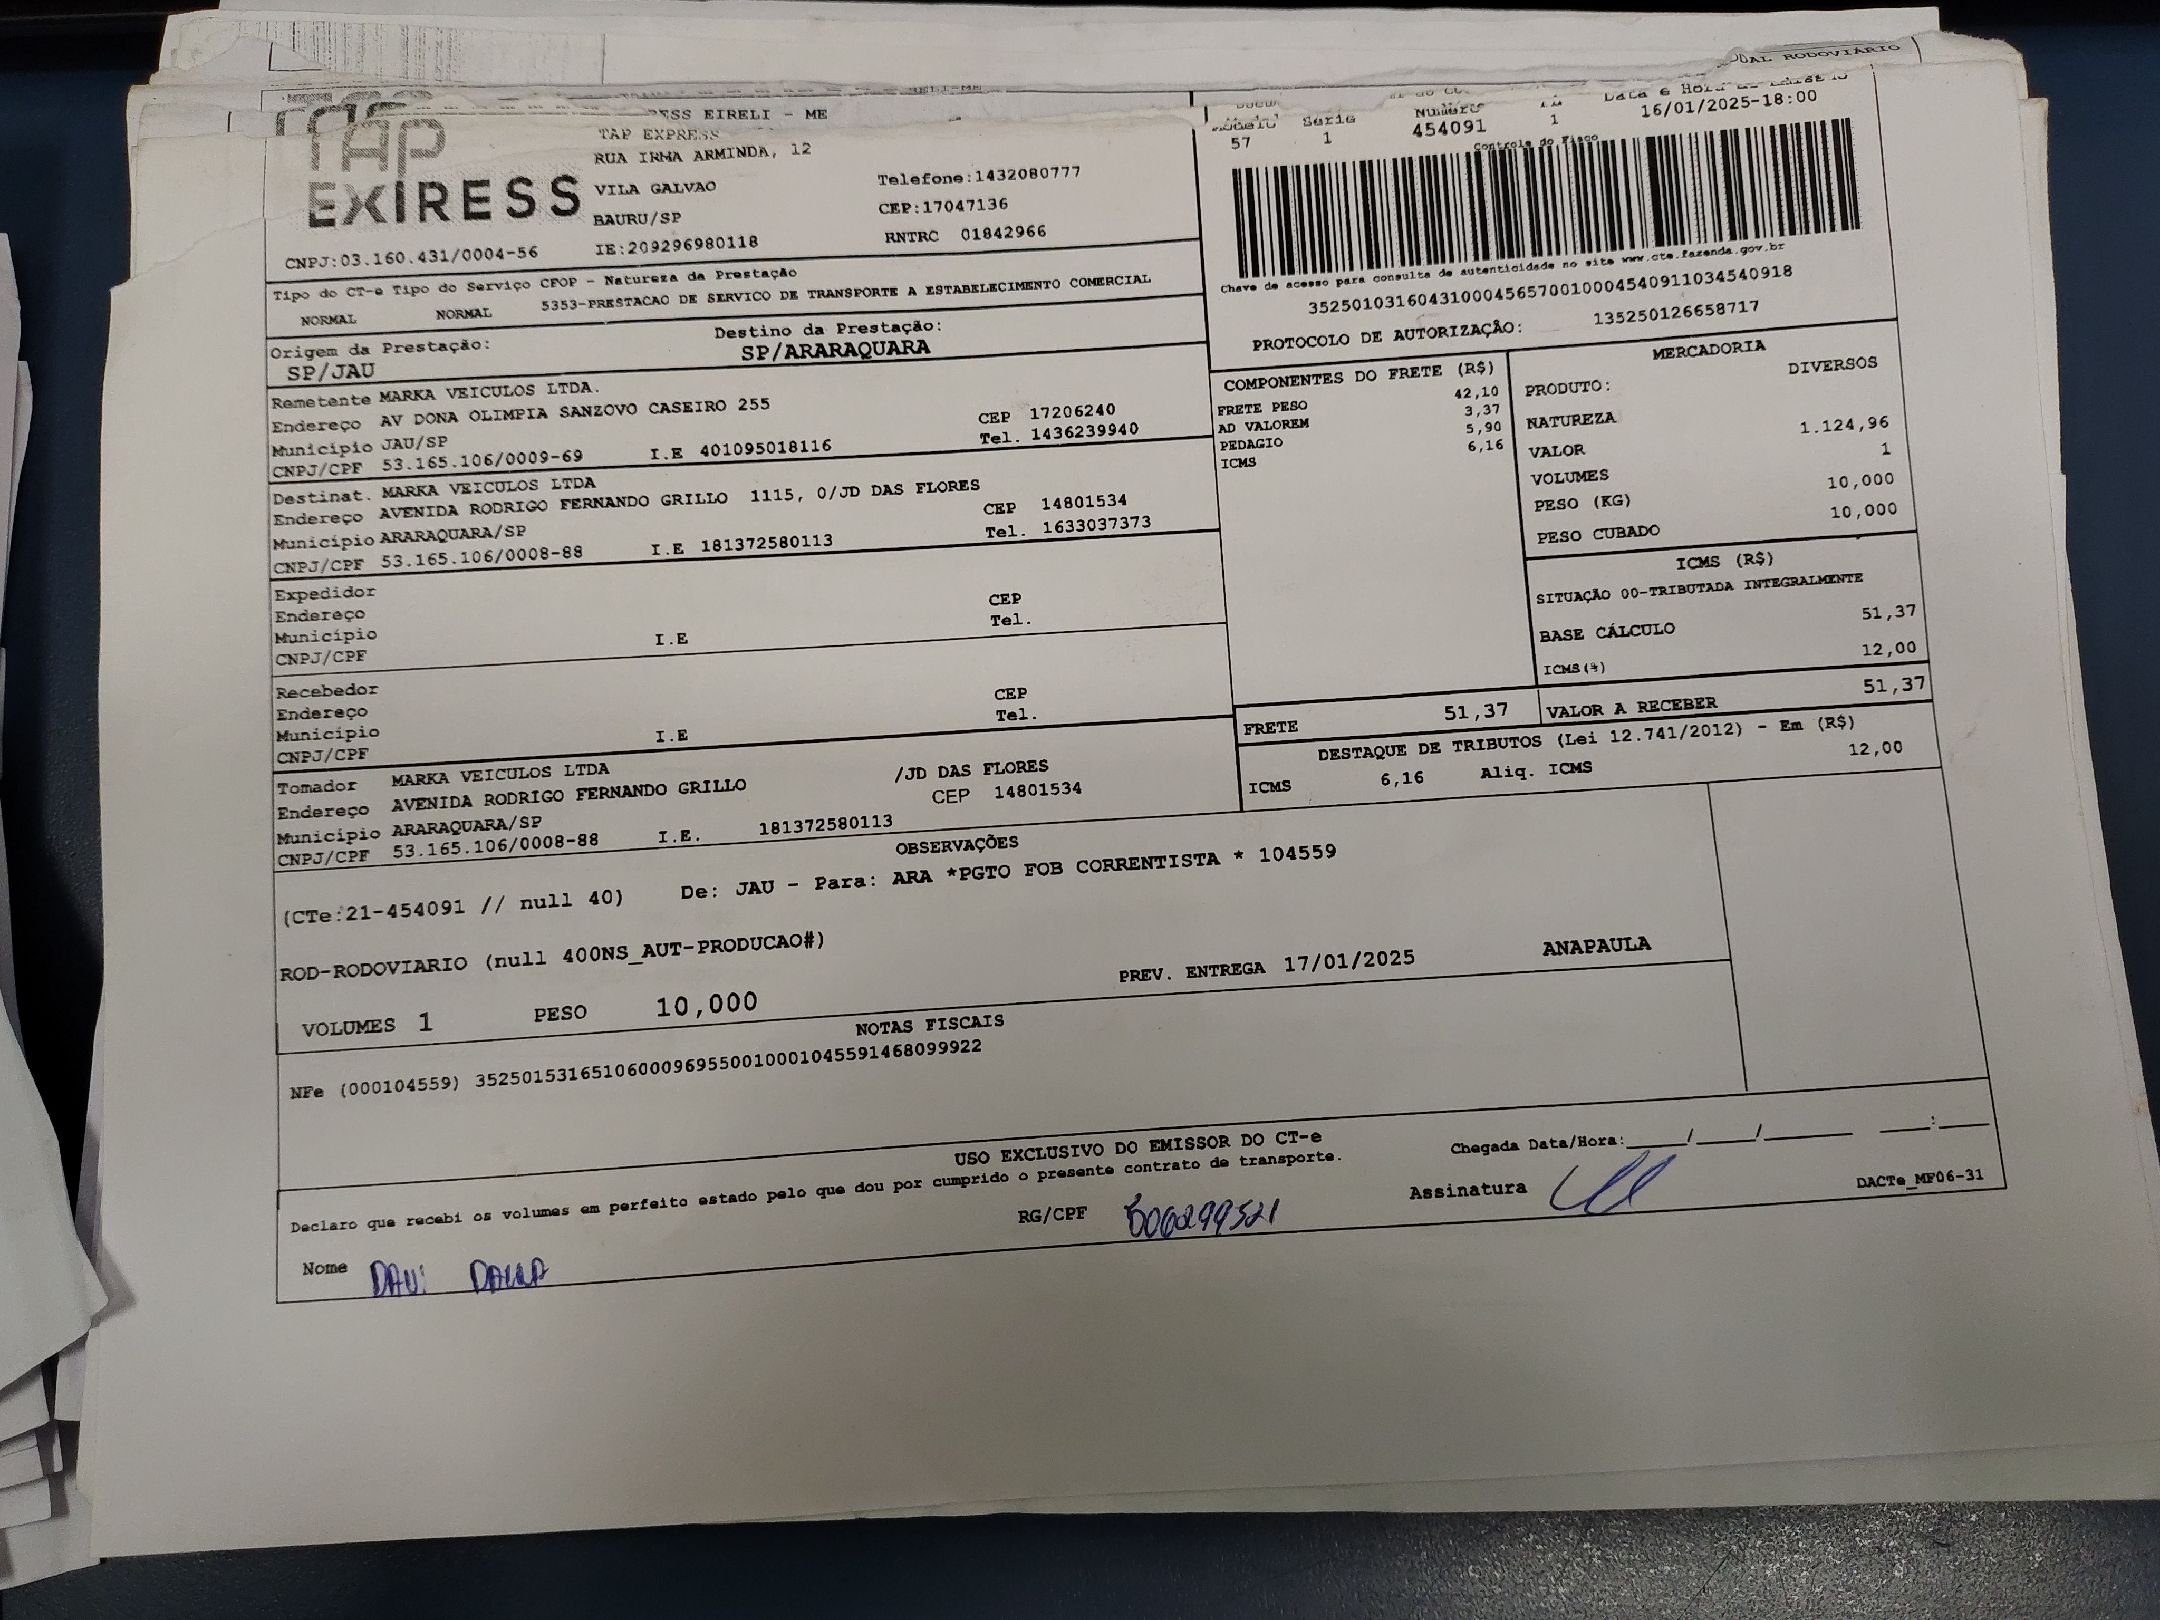 ODAL RODOVIÁRIO
ESS EIRELI - ME
TAP
EXPRESS
TAP EXPRESS
RUA IRMA ARMINDA, 12
VILA GALVAO
BAURU/SP
IE:209296980118
Telefone:1432080777
CEP:17047136
RNTRC 01842966
CNPJ:03.160.431/0004-56
Modelo Série Número Data e Hora
57 1 454091 1 16/01/2025-18:00
Controle do Fisco
Chave de acesso para consulta de autenticidade no site www.cte.fazenda.gov.br
35250103160431000456570010004540911034540918
PROTOCOLO DE AUTORIZAÇÃO: 135250126658717
Tipo do CT-e Tipo do Serviço CFOP - Natureza da Prestação
NORMAL NORMAL 5353-PRESTACAO DE SERVICO DE TRANSPORTE A ESTABELECIMENTO COMERCIAL
Origem da Prestação: Destino da Prestação:
SP/JAU SP/ARARAQUARA
Remetente MARKA VEICULOS LTDA.
Endereço AV DONA OLIMPIA SANZOVO CASEIRO 255 CEP 17206240
Município JAU/SP Tel. 1436239940
CNPJ/CPF 53.165.106/0009-69 I.E 401095018116
Destinat. MARKA VEICULOS LTDA
Endereço AVENIDA RODRIGO FERNANDO GRILLO 1115, 0/JD DAS FLORES CEP 14801534
Município ARARAQUARA/SP Tel. 1633037373
CNPJ/CPF 53.165.106/0008-88 I.E 181372580113
Expedidor
Endereço CEP
Município Tel.
CNPJ/CPF I.E
Recebedor
Endereço CEP
Município Tel.
CNPJ/CPF I.E
Tomador MARKA VEICULOS LTDA
Endereço AVENIDA RODRIGO FERNANDO GRILLO /JD DAS FLORES
Município ARARAQUARA/SP CEP 14801534
CNPJ/CPF 53.165.106/0008-88 I.E. 181372580113
COMPONENTES DO FRETE (R$)
FRETE PESO 42,10
AD VALOREM 3,37
PEDAGIO 5,90
ICMS 6,16
MERCADORIA
PRODUTO: DIVERSOS
NATUREZA
VALOR 1.124,96
VOLUMES 1
PESO (KG) 10,000
PESO CUBADO 10,000
ICMS (R$)
SITUAÇÃO 00-TRIBUTADA INTEGRALMENTE
BASE CÁLCULO 51,37
ICMS(%) 12,00
FRETE 51,37 VALOR A RECEBER 51,37
DESTAQUE DE TRIBUTOS (Lei 12.741/2012) - Em (R$)
ICMS 6,16 Aliq. ICMS 12,00
OBSERVAÇÕES
(CTe:21-454091 // null 40) De: JAU - Para: ARA *PGTO FOB CORRENTISTA * 104559
ROD-RODOVIARIO (null 400NS_AUT-PRODUCAO#)
PREV. ENTREGA 17/01/2025 ANAPAULA
VOLUMES 1 PESO 10,000
NOTAS FISCAIS
NFe (000104559) 35250153165106000969550010001045591468099922
USO EXCLUSIVO DO EMISSOR DO CT-e
Declaro que recebi os volumes em perfeito estado pelo que dou por cumprido o presente contrato de transporte.
Chegada Data/Hora:____/____/______ ___:___
Nome DAVI RG/CPF Assinatura
DACTe_MF06-31